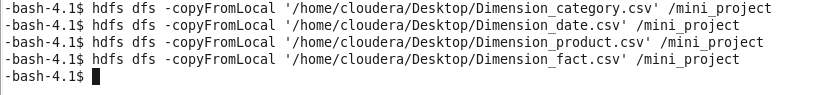 -bash-4.1$ hdfs dfs -copyFromLocal '/home/cloudera/Desktop/Dimension_category.csv' /mini_project
-bash-4.1$ hdfs dfs -copyFromLocal '/home/cloudera/Desktop/Dimension_date.csv' /mini_project
-bash-4.1$ hdfs dfs -copyFromLocal '/home/cloudera/Desktop/Dimension_product.csv' /mini_project
-bash-4.1$ hdfs dfs -copyFromLocal '/home/cloudera/Desktop/Dimension_fact.csv' /mini_project
-bash-4.1$